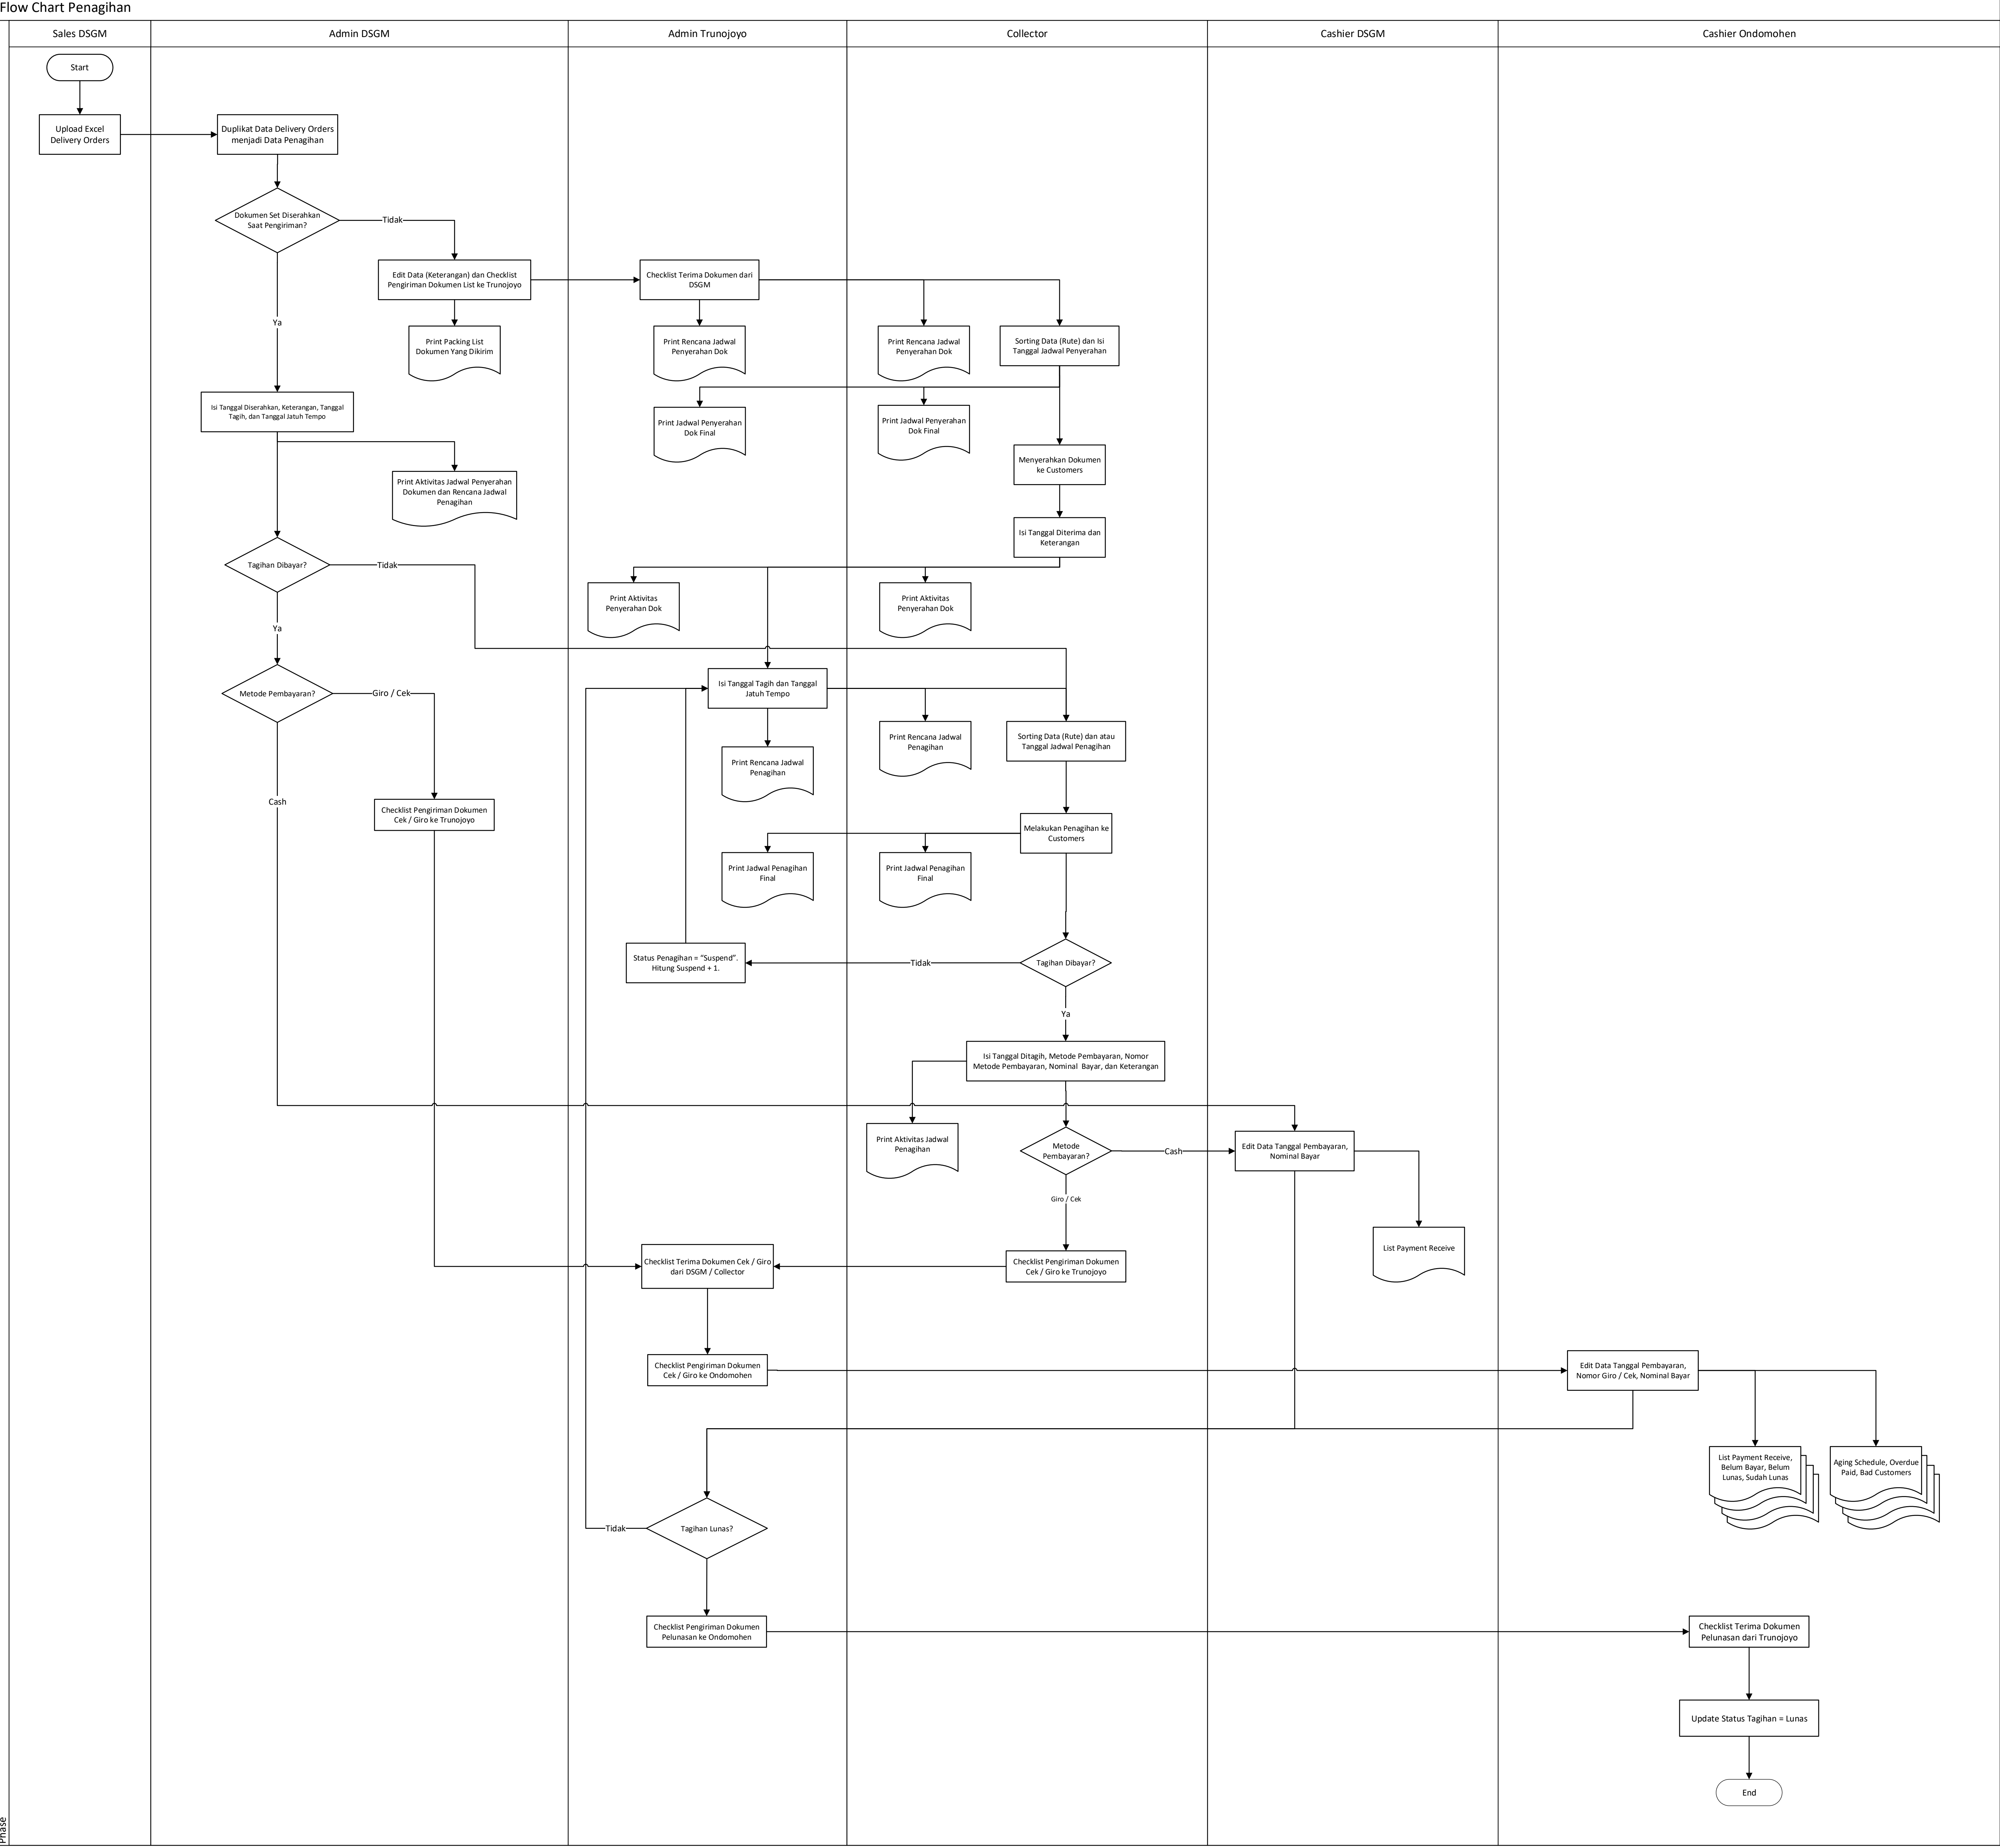 Flow Chart Penagihan
Sales DSGM
Admin DSGM
Admin Trunojoyo
Collector
Cashier DSGM
Cashier Ondomohen
Start
Upload Excel
Delivery Orders
Duplikat Data Delivery Orders
menjadi Data Penagihan
Dokumen Set Diserahkan
Saat Pengiriman?
Tidak
Edit Data (Keterangan) dan Checklist
Pengiriman Dokumen List ke Trunojoyo
Checklist Terima Dokumen dari
DSGM
Ya
Print Packing List
Dokumen Yang Dikirim
Print Rencana Jadwal
Penyerahan Dok
Print Rencana Jadwal
Penyerahan Dok
Sorting Data (Rute) dan Isi
Tanggal Jadwal Penyerahan
Isi Tanggal Diserahkan, Keterangan, Tanggal
Tagih, dan Tanggal Jatuh Tempo
Print Jadwal Penyerahan
Dok Final
Print Jadwal Penyerahan
Dok Final
Menyerahkan Dokumen
ke Customers
Print Aktivitas Jadwal Penyerahan
Dokumen dan Rencana Jadwal
Penagihan
Isi Tanggal Diterima dan
Keterangan
Tagihan Dibayar?
Tidak
Print Aktivitas
Penyerahan Dok
Print Aktivitas
Penyerahan Dok
Ya
Metode Pembayaran?
Giro / Cek
Isi Tanggal Tagih dan Tanggal
Jatuh Tempo
Print Rencana Jadwal
Penagihan
Sorting Data (Rute) dan atau
Tanggal Jadwal Penagihan
Print Rencana Jadwal
Penagihan
Cash
Checklist Pengiriman Dokumen
Cek / Giro ke Trunojoyo
Melakukan Penagihan ke
Customers
Print Jadwal Penagihan
Final
Print Jadwal Penagihan
Final
Status Penagihan = “Suspend”.
Hitung Suspend + 1.
Tidak
Tagihan Dibayar?
Ya
Isi Tanggal Ditagih, Metode Pembayaran, Nomor
Metode Pembayaran, Nominal Bayar, dan Keterangan
Print Aktivitas Jadwal
Penagihan
Metode
Pembayaran?
Cash
Edit Data Tanggal Pembayaran,
Nominal Bayar
Giro / Cek
List Payment Receive
Checklist Terima Dokumen Cek / Giro
dari DSGM / Collector
Checklist Pengiriman Dokumen
Cek / Giro ke Trunojoyo
Checklist Pengiriman Dokumen
Cek / Giro ke Ondomohen
Edit Data Tanggal Pembayaran,
Nomor Giro / Cek, Nominal Bayar
List Payment Receive,
Belum Bayar, Belum
Lunas, Sudah Lunas
Aging Schedule, Overdue
Paid, Bad Customers
Tidak
Tagihan Lunas?
Checklist Pengiriman Dokumen
Pelunasan ke Ondomohen
Checklist Terima Dokumen
Pelunasan dari Trunojoyo
Update Status Tagihan = Lunas
End
Phase